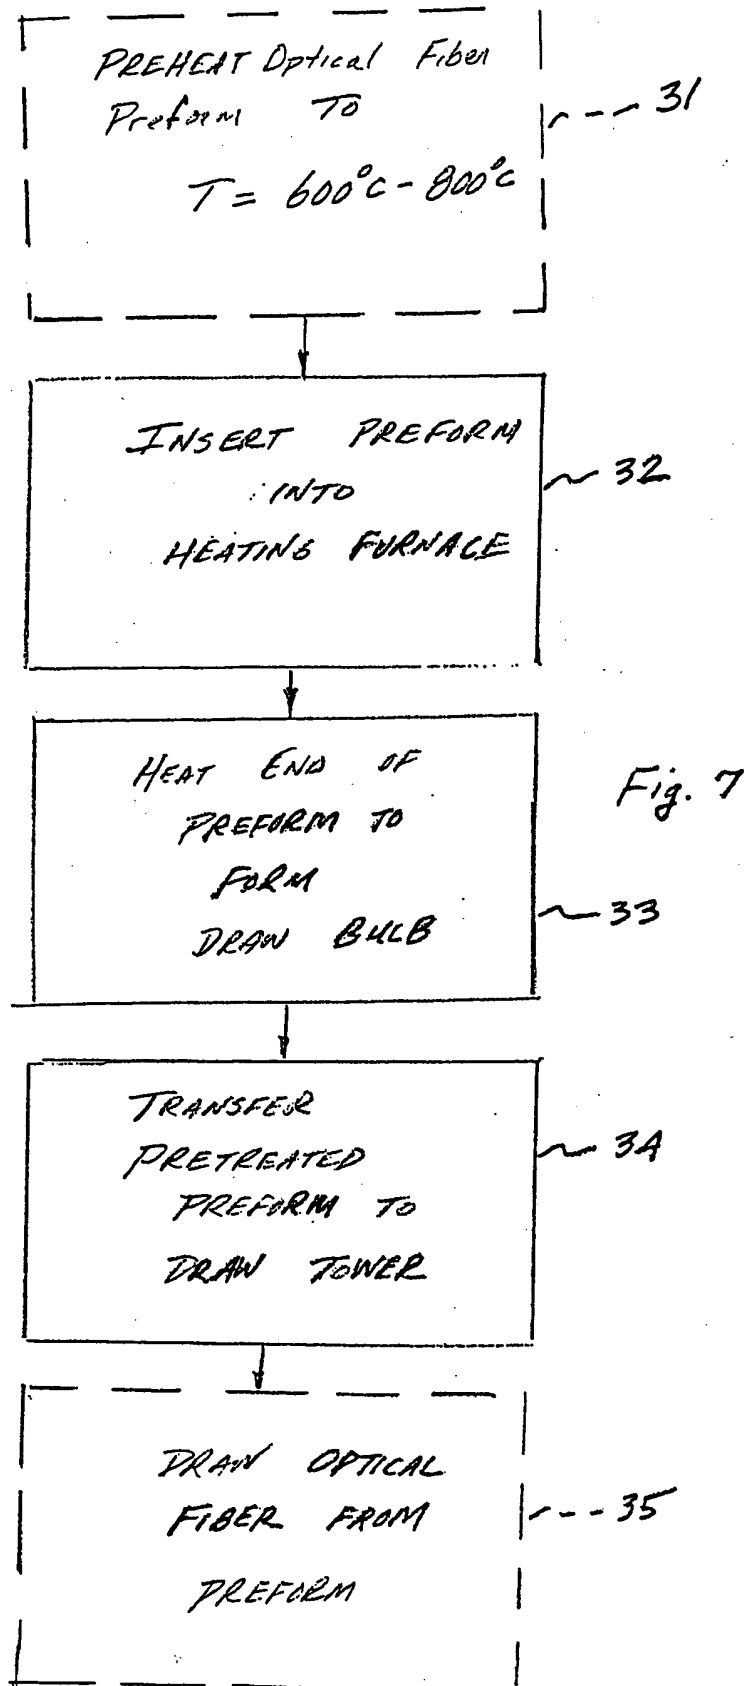 PREHEAT Optical Fiber
Preform To
T = 600°C - 800°C
31
INSERT PREFORM
INTO
HEATING FURNACE
32
HEAT END OF
PREFORM TO
FORM
DRAW BULB
33
Fig. 7
TRANSFER
PRETREATED
PREFORM TO
DRAW TOWER
34
DRAW OPTICAL
FIBER FROM
PREFORM
35